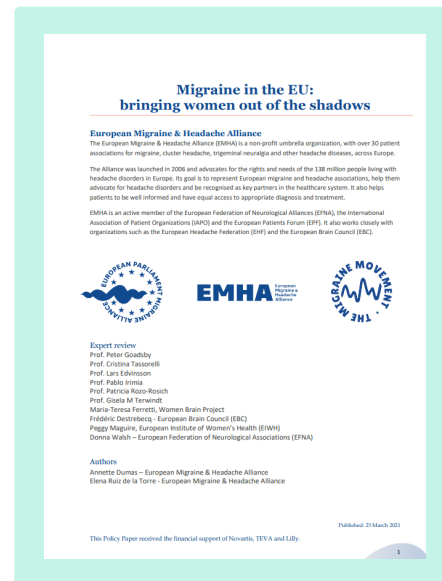 Migraine in the EU:
bringing women out of the shadows
European Migraine & Headache Alliance
The European Migraine & Headache Alliance (EMHA) is a non-profit umbrella organization, with over 30 patient
associations for migraine, cluster headache, trigeminal neuralgia and other headache diseases, across Europe.
The Alliance was launched in 2006 and advocates for the rights and needs of the 138 million people living with
headache disorders in Europe. Its goal is to represent European migraine and headache associations, help them
advocate for headache disorders and be recognised as key partners in the healthcare system. It also helps
patients to be well informed and have equal access to appropriate diagnosis and treatment.
EMHA is an active member of the European Federation of Neurological Alliances (EFNA), the International
Association of Patient Organizations (IAPO) and the European Patients Forum (EPF). It also works closely with
organizations such as the European Headache Federation (EHF) and the European Brain Council (EBC).
EUROPEAN PARLIAMENT
MIGRAINE ALLIANCE
EMHA
European
Migraine &
Headache
Alliance
THE MIGRAINE MOVEMENT ·
Expert review
Prof. Peter Goadsby
Prof. Cristina Tassorelli
Prof. Lars Edvinsson
Prof. Pablo Irimia
Prof. Patricia Rozo-Rosich
Prof. Gisela M Terwindt
Maria-Teresa Ferretti, Women Brain Project
Frédéric Destrebecq - European Brain Council (EBC)
Peggy Maguire, European Institute of Women's Health (EIWH)
Donna Walsh – European Federation of Neurological Associations (EFNA)
Authors
Annette Dumas – European Migraine & Headache Alliance
Elena Ruiz de la Torre - European Migraine & Headache Alliance
Published: 25 March 2021
This Policy Paper received the financial support of Novartis, TEVA and Lilly.
1